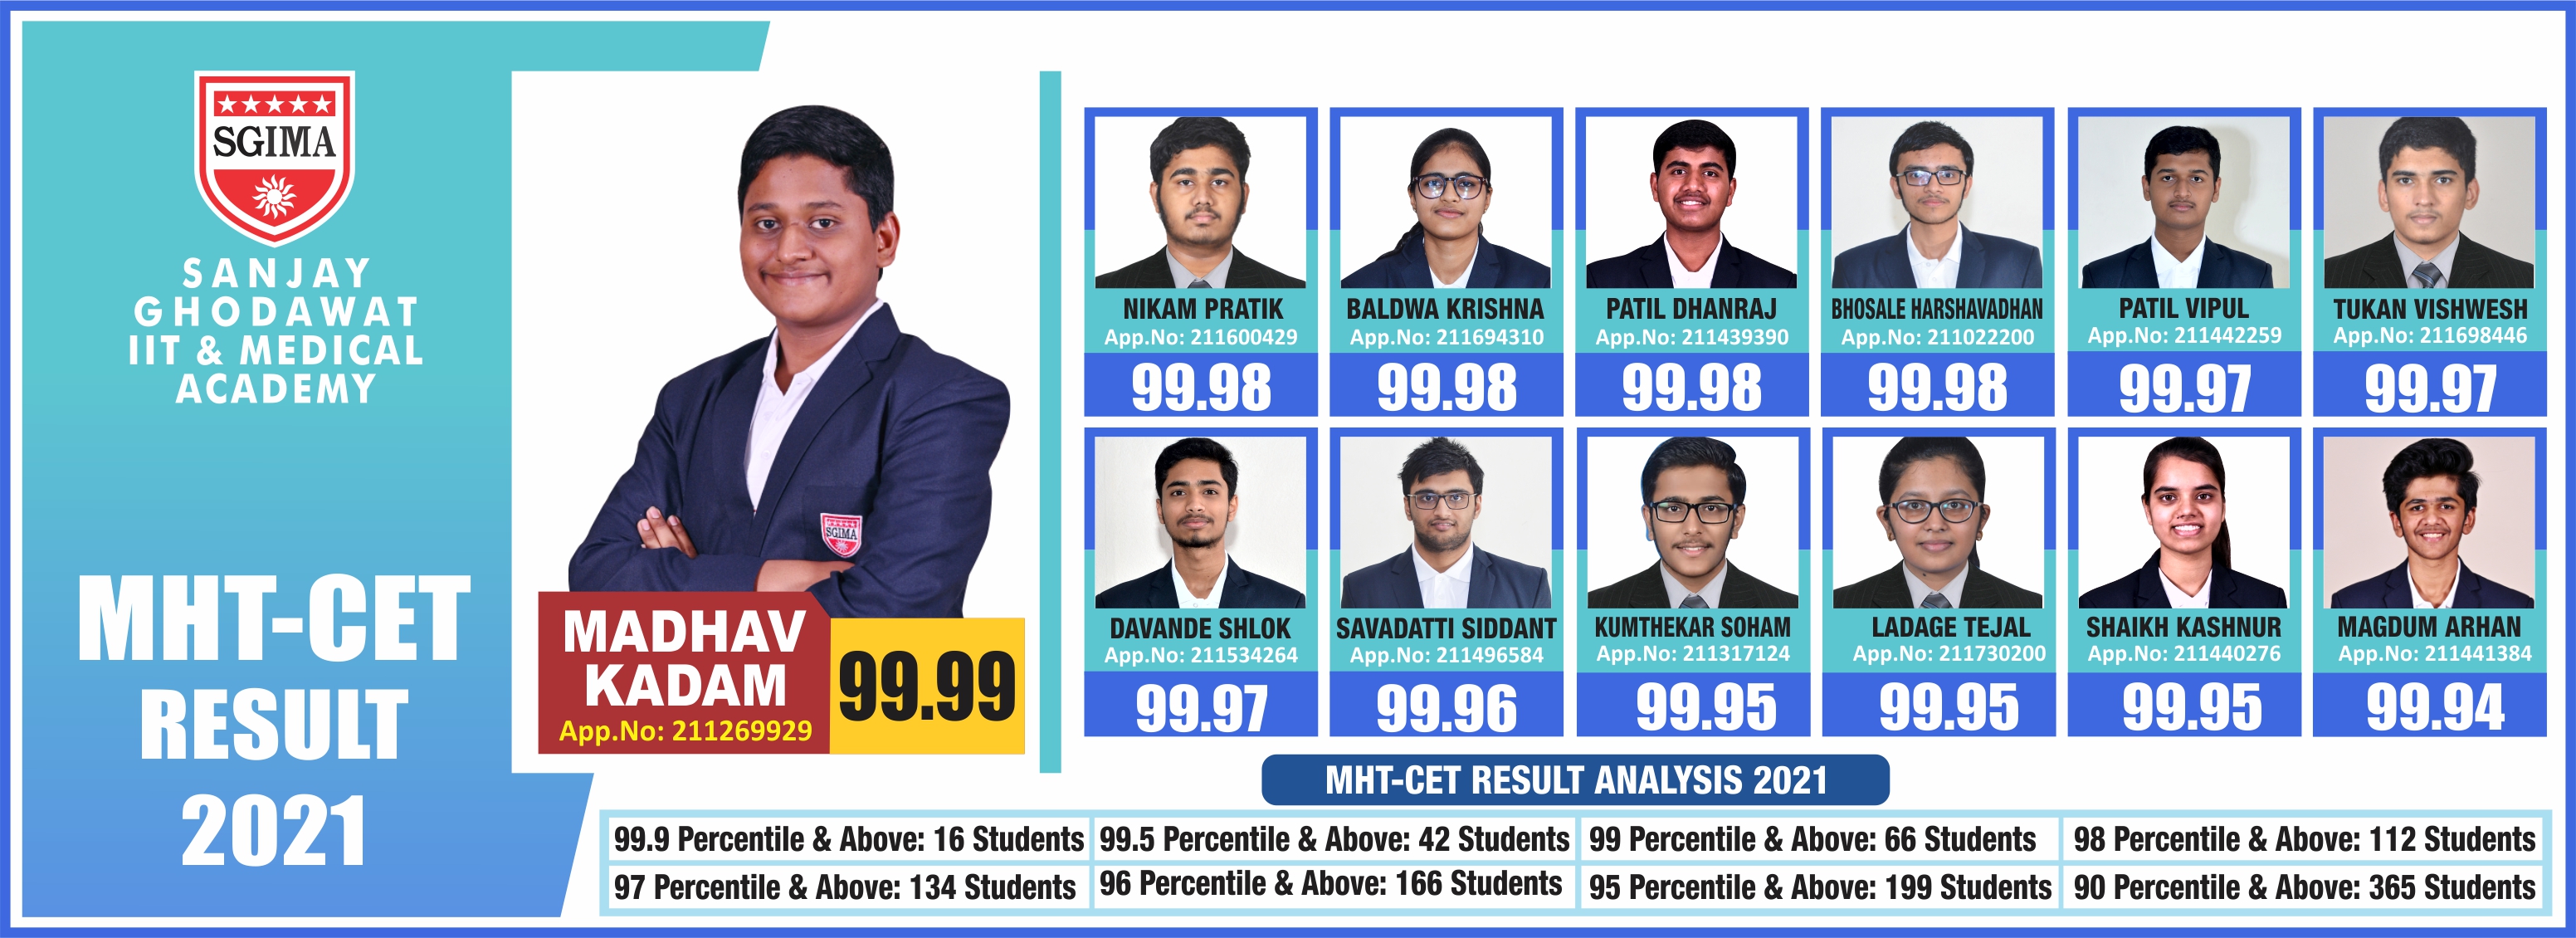 SGIMA
SANJAY
GHODAWAT
IIT & MEDICAL
ACADEMY
MHT-CET
RESULT
2021
SGIMA
MADHAV
KADAM
App.No: 211269929
99.99
NIKAM PRATIK
App.No: 211600429
99.98
BALDWA KRISHNA
App.No: 211694310
99.98
PATIL DHANRAJ
App.No: 211439390
99.98
BHOSALE HARSHAVADHAN
App.No: 211022200
99.98
PATIL VIPUL
App.No: 211442259
99.97
TUKAN VISHWESH
App.No: 211698446
99.97
DAVANDE SHLOK
App.No: 211534264
99.97
SAVADATTI SIDDANT
App.No: 211496584
99.96
KUMTHEKAR SOHAM
App.No: 211317124
99.95
LADAGE TEJAL
App.No: 211730200
99.95
SHAIKH KASHNUR
App.No: 211440276
99.95
MAGDUM ARHAN
App.No: 211441384
99.94
MHT-CET RESULT ANALYSIS 2021
99.9 Percentile & Above: 16 Students
99.5 Percentile & Above: 42 Students
99 Percentile & Above: 66 Students
98 Percentile & Above: 112 Students
97 Percentile & Above: 134 Students
96 Percentile & Above: 166 Students
95 Percentile & Above: 199 Students
90 Percentile & Above: 365 Students